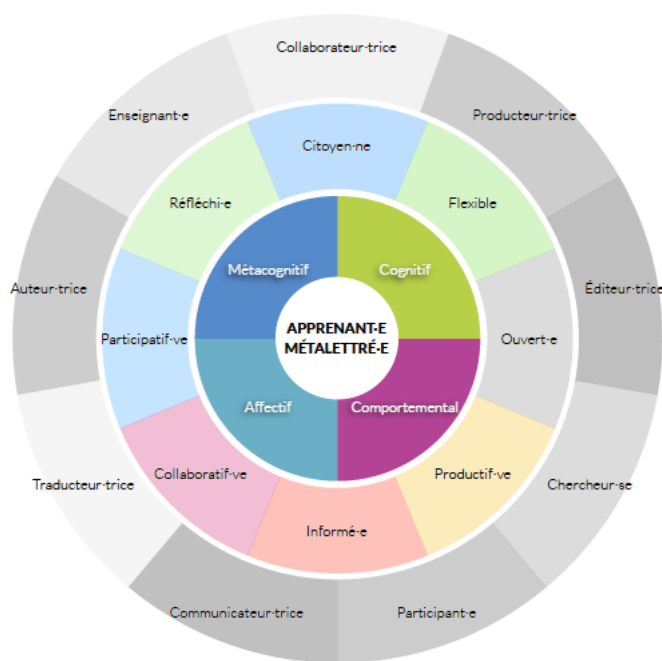 Collaborateur·trice
Enseignant·e
Producteur·trice
Citoyen·ne
Réfléchi·e
Flexible
Métacognitif
Cognitif
Auteur·trice
Éditeur·trice
Participatif·ve
APPRENANT·E
MÉTALETTRÉ·E
Ouvert·e
Affectif
Comportemental
Collaboratif·ve
Productif·ve
Traducteur·trice
Chercheur·se
Informé·e
Communicateur·trice
Participant·e